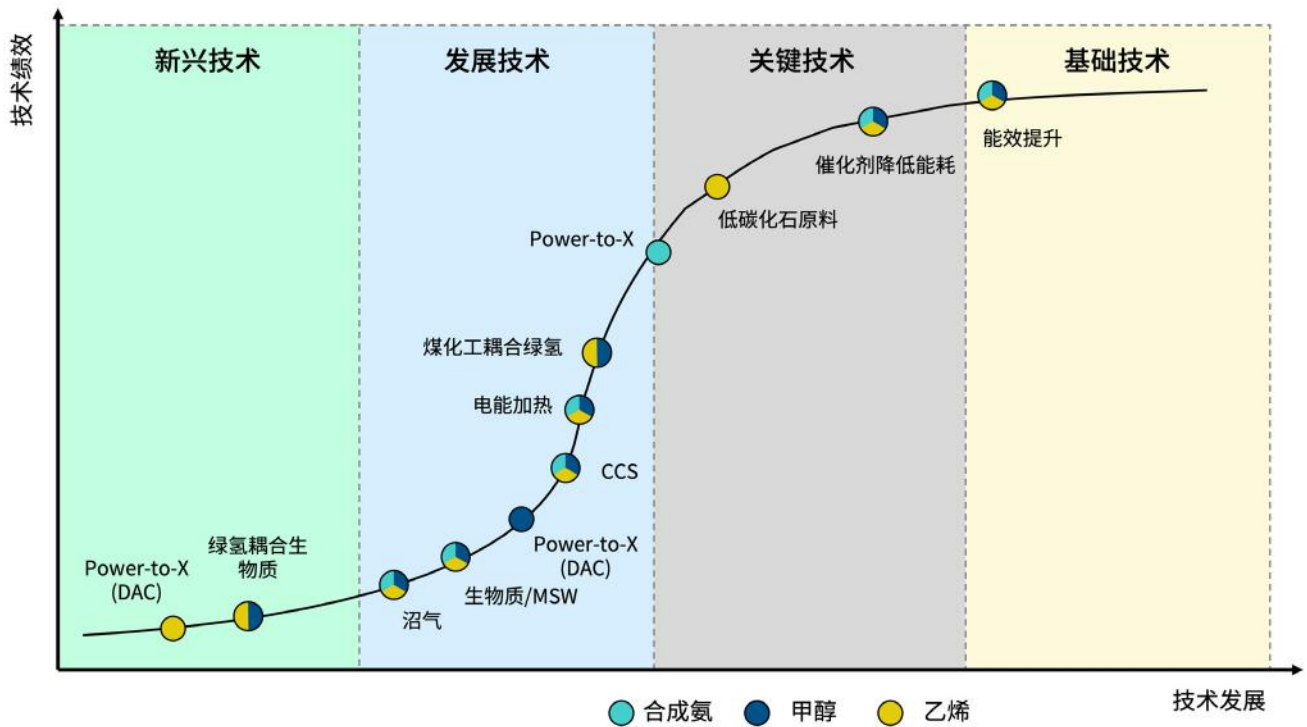 技术绩效
新兴技术
发展技术
关键技术
基础技术
能效提升
催化剂降低能耗
低碳化石原料
Power-to-X
煤化工耦合绿氢
电能加热
CCS
Power-to-X
(DAC)
生物质/MSW
沼气
绿氢耦合生
物质
Power-to-X
(DAC)
技术发展
合成氨
甲醇
乙烯